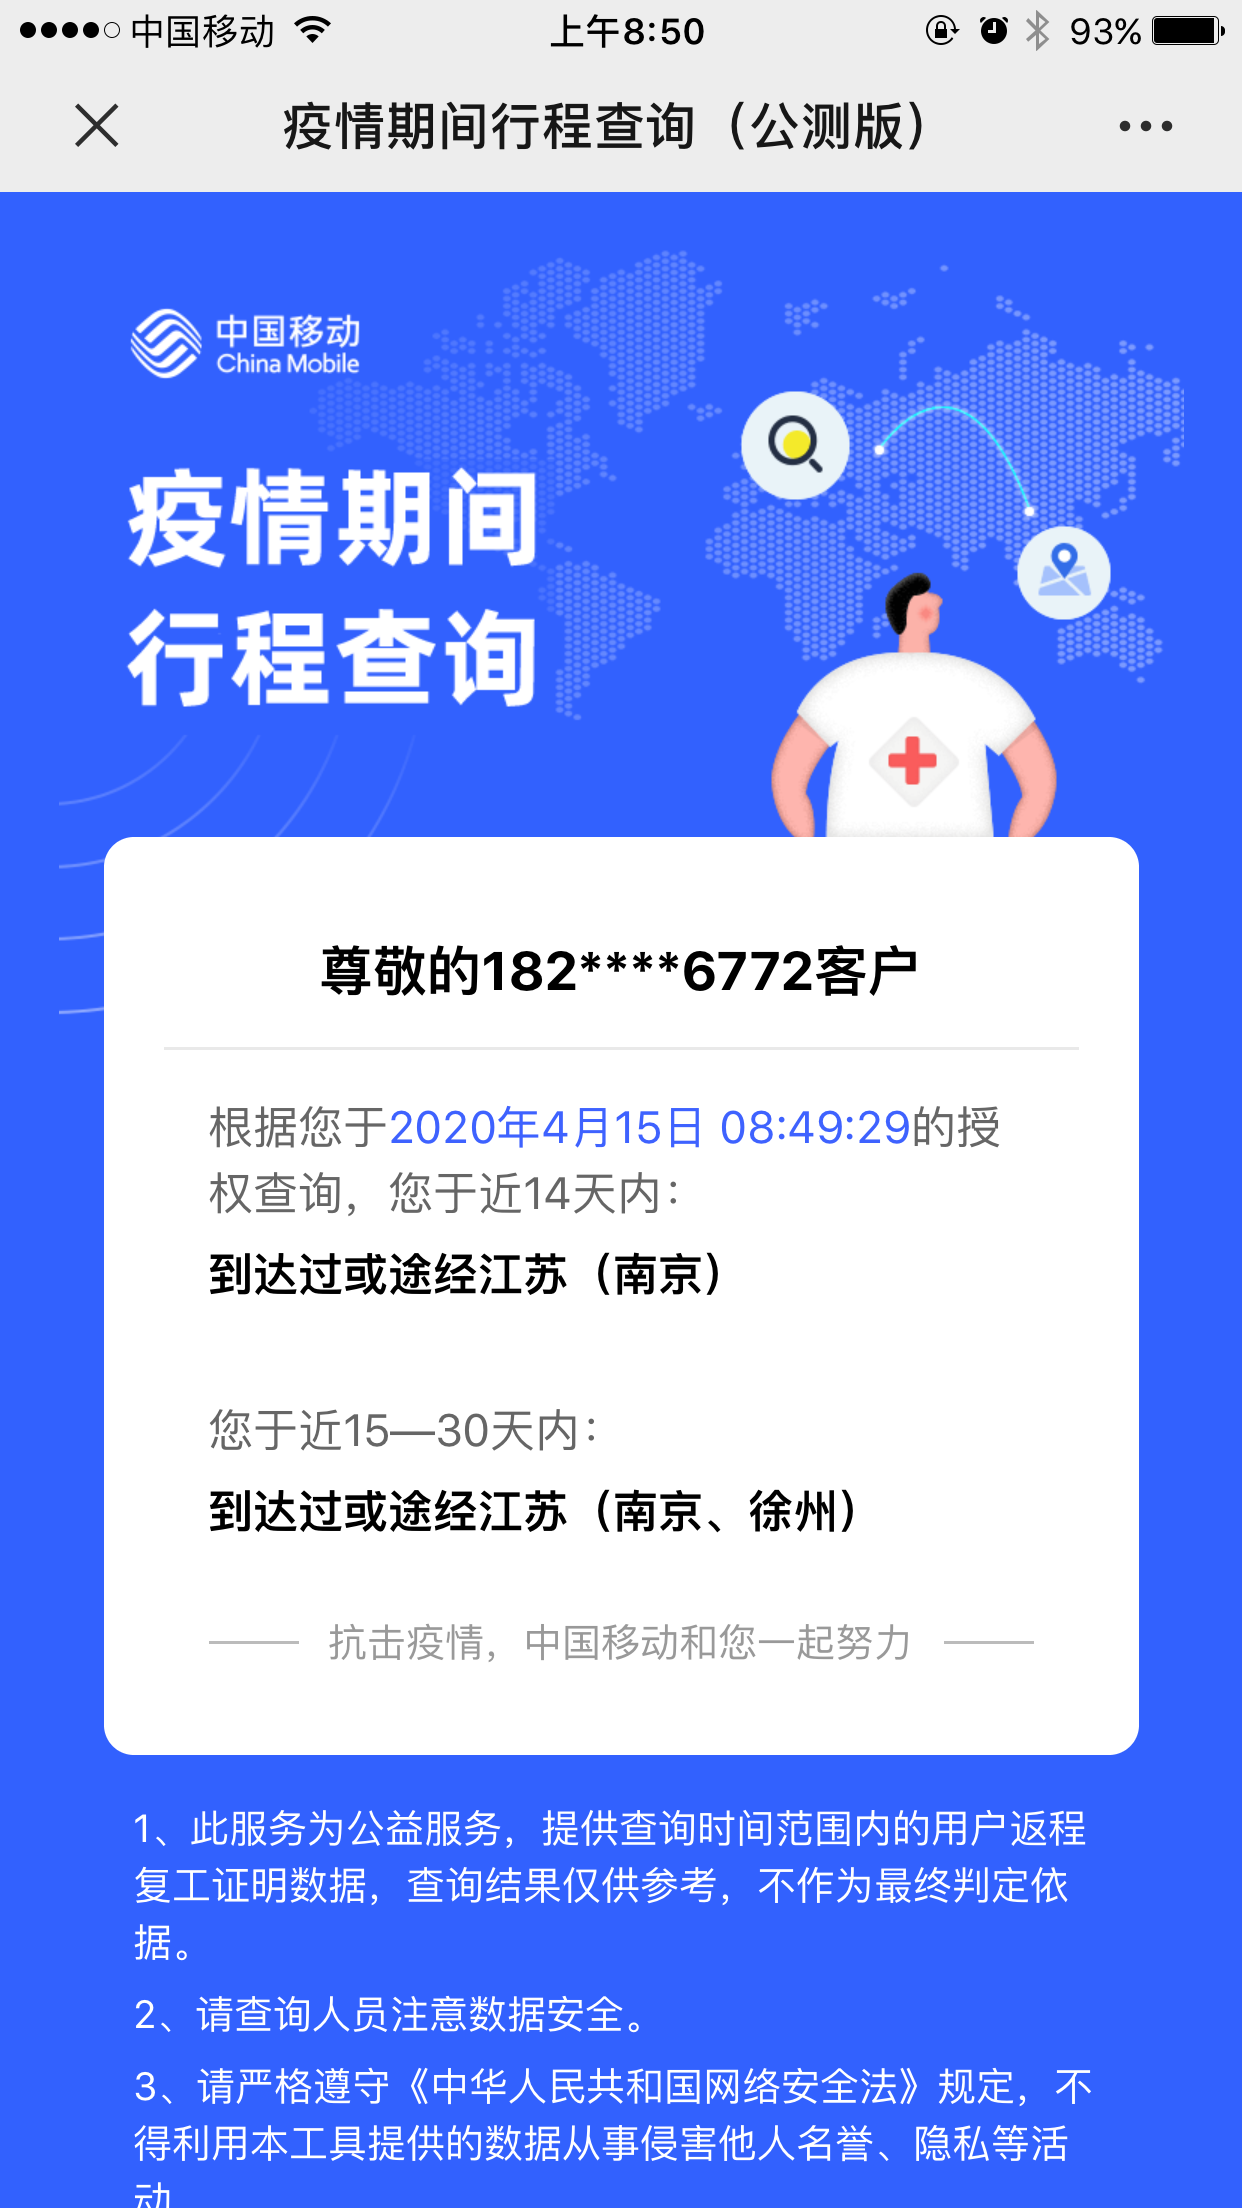 中国移动
上午8:50
93%
疫情期间行程查询（公测版）
中国移动
China Mobile
疫情期间
行程查询
尊敬的182****6772客户
根据您于2020年4月15日 08:49:29的授
权查询，您于近14天内：
到达过或途经江苏（南京）
您于近15—30天内：
到达过或途经江苏（南京、徐州）
抗击疫情，中国移动和您一起努力
1、此服务为公益服务，提供查询时间范围内的用户返程
复工证明数据，查询结果仅供参考，不作为最终判定依
据。
2、请查询人员注意数据安全。
3、请严格遵守《中华人民共和国网络安全法》规定，不
得利用本工具提供的数据从事侵害他人名誉、隐私等活
动